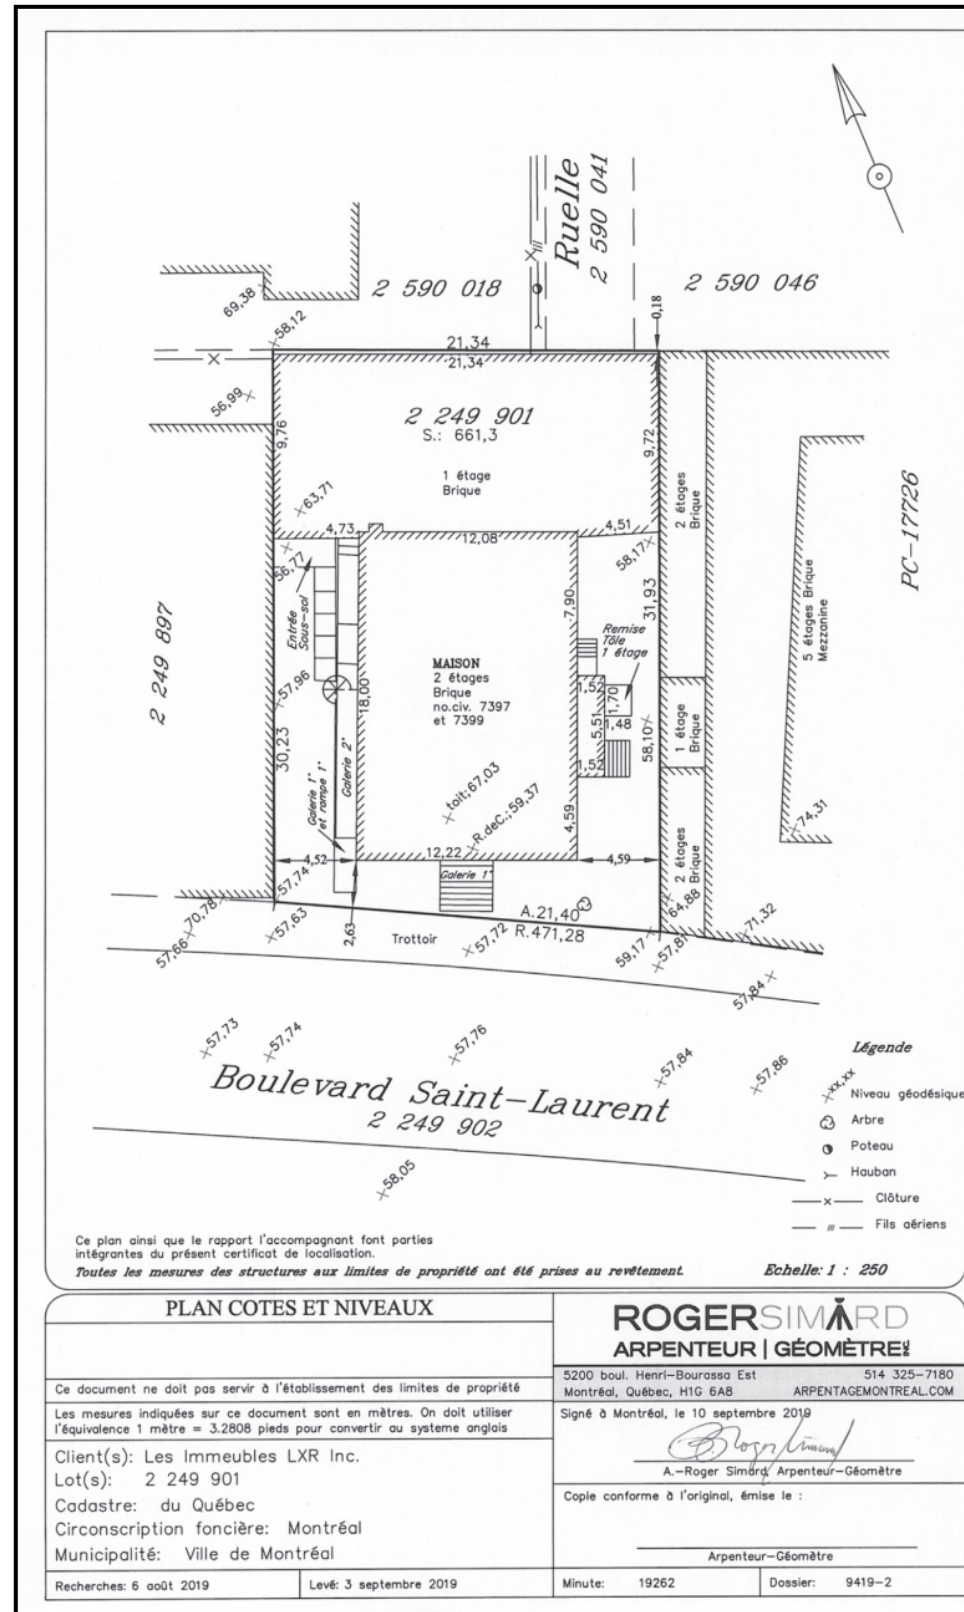 Ruelle
2 590 041
2 590 018
2 590 046
69,38
58,12
0,18
21,34
21,34
56,99
2 249 901
S.: 661,3
9,76
9,72
1 étage
Brique
2 étages
Brique
PC-17726
5 étages Brique
Mezzanine
63,71
4,73
12,08
4,51
58,17
56,77
Entrée
Sous-sol
2 249 897
7,90
31,93
Remise
Tôle
1 étage
MAISON
2 étages
Brique
no.civ. 7397
et 7399
57,96
18,00
1,52
1,70
1,48
5,51
1,52
58,10
1 étage
Brique
30,23
Galerie 1°
et rampe 1°
Galerie 2°
toit;67,03
R.deC.;59,37
4,59
74,31
2 étages
Brique
4,52
12,22
4,59
Galerie 1°
57,74
64,88
70,78
57,66
57,63
2,63
Trottoir
A.21,40
R.471,28
57,72
59,17
57,81
71,32
57,84
57,73
57,74
57,76
57,84
57,86
Boulevard Saint-Laurent
2 249 902
58,05
Légende
xx,xx
Niveau géodésique
Arbre
Poteau
Hauban
Clôture
Fils aériens
Ce plan ainsi que le rapport l'accompagnant font parties
intégrantes du présent certificat de localisation.
Toutes les mesures des structures aux limites de propriété ont été prises au revêtement.
Echelle: 1 : 250
PLAN COTES ET NIVEAUX
Ce document ne doit pas servir à l'établissement des limites de propriété
Les mesures indiquées sur ce document sont en mètres. On doit utiliser
l'équivalence 1 mètre = 3.2808 pieds pour convertir au systeme anglais
Client(s): Les Immeubles LXR Inc.
Lot(s): 2 249 901
Cadastre: du Québec
Circonscription foncière: Montréal
Municipalité: Ville de Montréal
Recherches: 6 août 2019
Levé: 3 septembre 2019
ROGERSIMARD
ARPENTEUR | GÉOMÈTRE INC.
5200 boul. Henri-Bourassa Est
514 325-7180
Montréal, Québec, H1G 6A8
ARPENTAGEMONTREAL.COM
Signé à Montréal, le 10 septembre 2019
A.-Roger Simard, Arpenteur-Géomètre
Copie conforme à l'original, émise le :
Arpenteur-Géomètre
Minute: 19262
Dossier: 9419-2